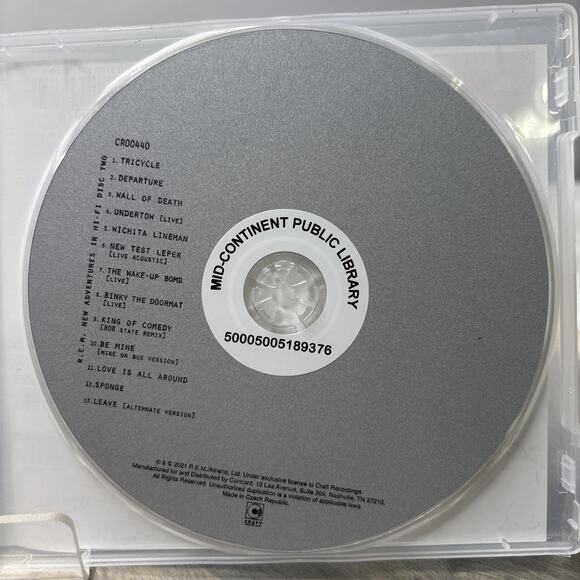 CR00440
1. TRICYCLE
2. DEPARTURE
3. WALL OF DEATH
4. UNDERTOW [LIVE]
5. WICHITA LINEMAN
6. NEW TEST LEPER
[LIVE ACOUSTIC]
7. THE WAKE-UP BOMB
[LIVE]
8. BINKY THE DOORMAT
[LIVE]
9. KING OF COMEDY
[808 STATE REMIX]
10. BE MINE
[MIKE ON BUS VERSION]
11. LOVE IS ALL AROUND
12. SPONGE
13. LEAVE [ALTERNATE VERSION]
R.E.M. NEW ADVENTURES IN HI-FI DISC TWO
MID-CONTINENT PUBLIC LIBRARY
50005005189376
℗ & © 2021 R.E.M./Athens, Ltd. Under exclusive license to Craft Recordings.
Manufactured for and Distributed by Concord, 10 Lea Avenue, Suite 300, Nashville, TN 37210.
All Rights Reserved. Unauthorized duplication is a violation of applicable laws.
Made in Czech Republic.
CRAFT